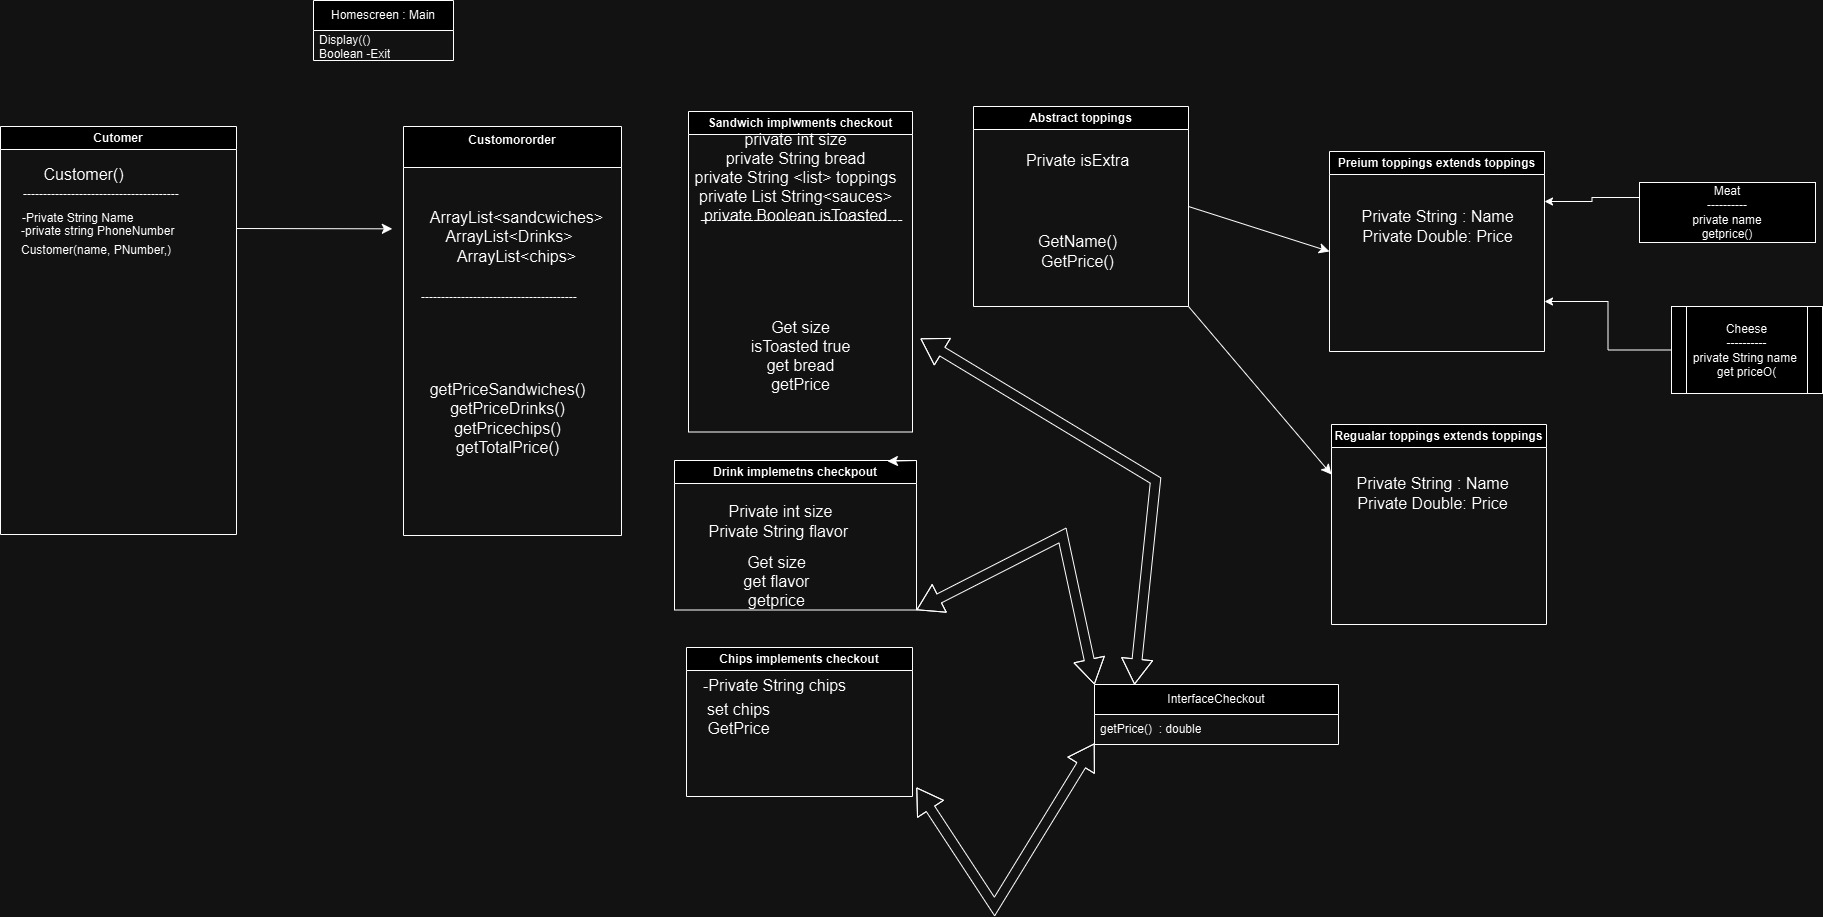 Homescreen : Main
Display(()
Boolean -Exit
Cutomer
Customer()
---------------------------------------
-Private String Name
-private string PhoneNumber
Customer(name, PNumber,)
Customororder
ArrayList<sandcwiches>
ArrayList<Drinks>
ArrayList<chips>
---------------------------------------
getPriceSandwiches()
getPriceDrinks()
getPricechips()
getTotalPrice()
Sandwich implwments checkout
private int size
private String bread
private String <list> toppings
private List String<sauces>
private Boolean isToasted
---------------------------------------
Get size
isToasted true
get bread
getPrice
Drink implemetns checkpout
Private int size
Private String flavor
Get size
get flavor
getprice
Chips implements checkout
-Private String chips
set chips
GetPrice
Abstract toppings
Private isExtra
GetName()
GetPrice()
Preium toppings extends toppings
Private String : Name
Private Double: Price
Meat
----------
private name
getprice()
Cheese
----------
private String name
get priceO(
Regualar toppings extends toppings
Private String : Name
Private Double: Price
InterfaceCheckout
getPrice()  : double